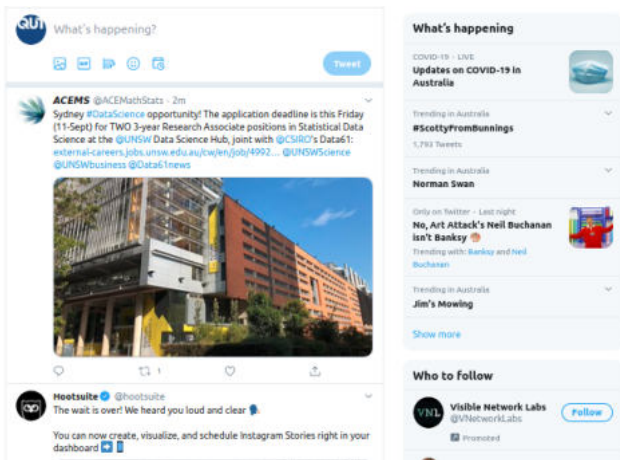 QUT
What's happening?
GIF
Tweet
ACEMS @ACEMathStats · 2m
Sydney #DataScience opportunity! The application deadline is this Friday
(11-Sept) for TWO 3-year Research Associate positions in Statistical Data
Science at the @UNSW Data Science Hub, joint with @CSIRO's Data61:
external-careers.jobs.unsw.edu.au/cw/en/job/4992... @UNSWScience
@UNSWbusiness @Data61news
1
Hootsuite @hootsuite
The wait is over! We heard you loud and clear
You can now create, visualize, and schedule Instagram Stories right in your
dashboard
What's happening
COVID-19 · LIVE
Updates on COVID-19 in
Australia
Trending in Australia
#ScottyFromBunnings
1,793 Tweets
Trending in Australia
Norman Swan
Only on Twitter · Last night
No, Art Attack's Neil Buchanan
isn't Banksy
Trending with: Banksy and Neil
Buchanan
Trending in Australia
Jim's Mowing
Show more
Who to follow
VNL
Visible Network Labs
@VNetworkLabs
Follow
Promoted